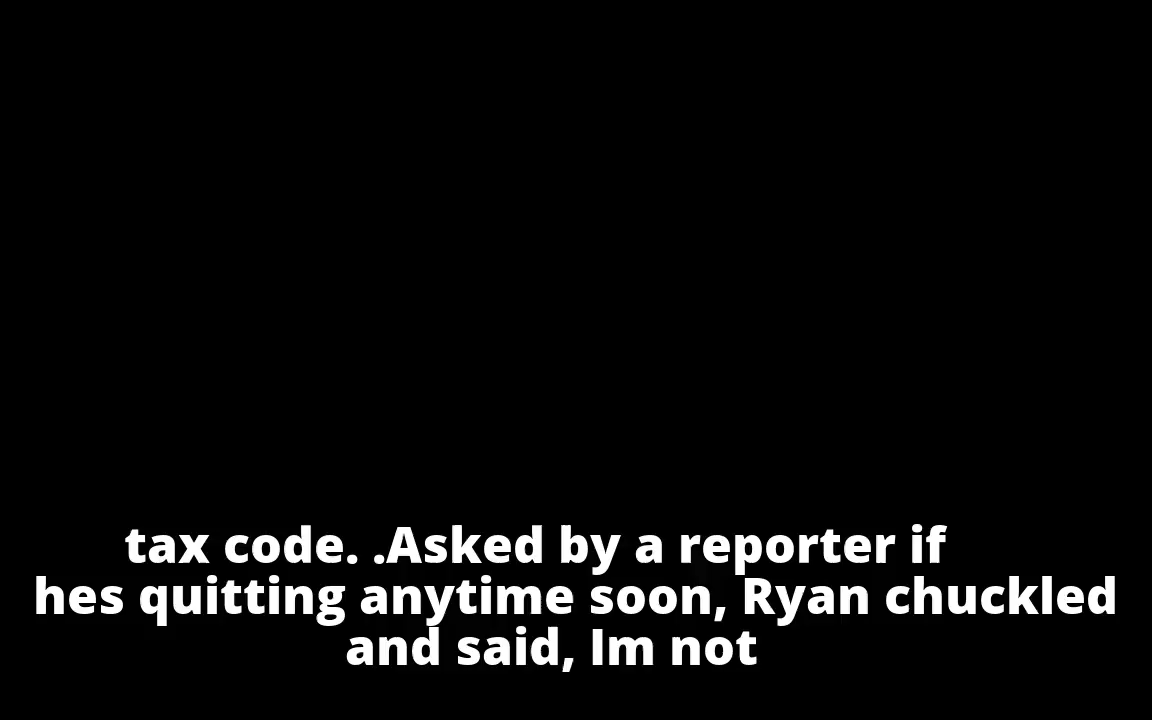 tax code. .Asked by a reporter if
hes quitting anytime soon, Ryan chuckled
and said, Im not